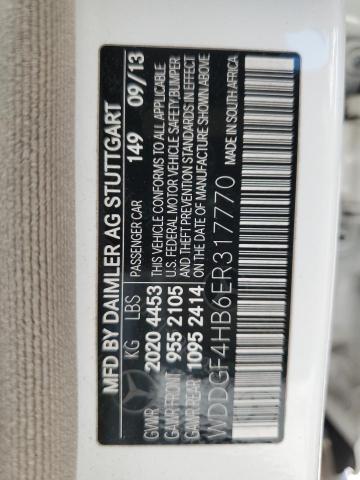 MFD BY DAIMLER AG STUTTGART
KG LBS PASSENGER CAR 149 09/13
GVWR 2020 4453 THIS VEHICLE CONFORMS TO ALL APPLICABLE
GAWR FRONT 955 2105 U.S. FEDERAL MOTOR VEHICLE SAFETY, BUMPER
GAWR REAR 1095 2414 AND THEFT PREVENTION STANDARDS IN EFFECT
ON THE DATE OF MANUFACTURE SHOWN ABOVE
WDDGF4HB6ER317770 MADE IN SOUTH AFRICA